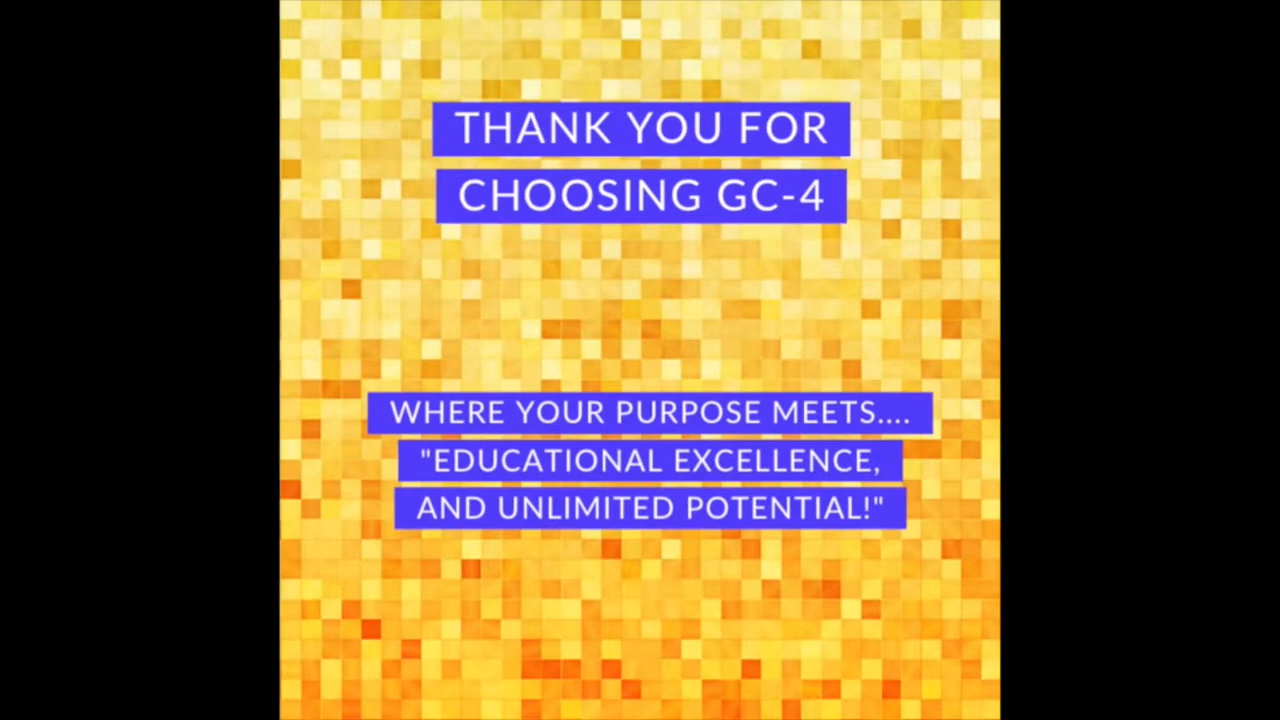 THANK YOU FOR
CHOOSING GC-4
WHERE YOUR PURPOSE MEETS....
"EDUCATIONAL EXCELLENCE,
AND UNLIMITED POTENTIAL!"